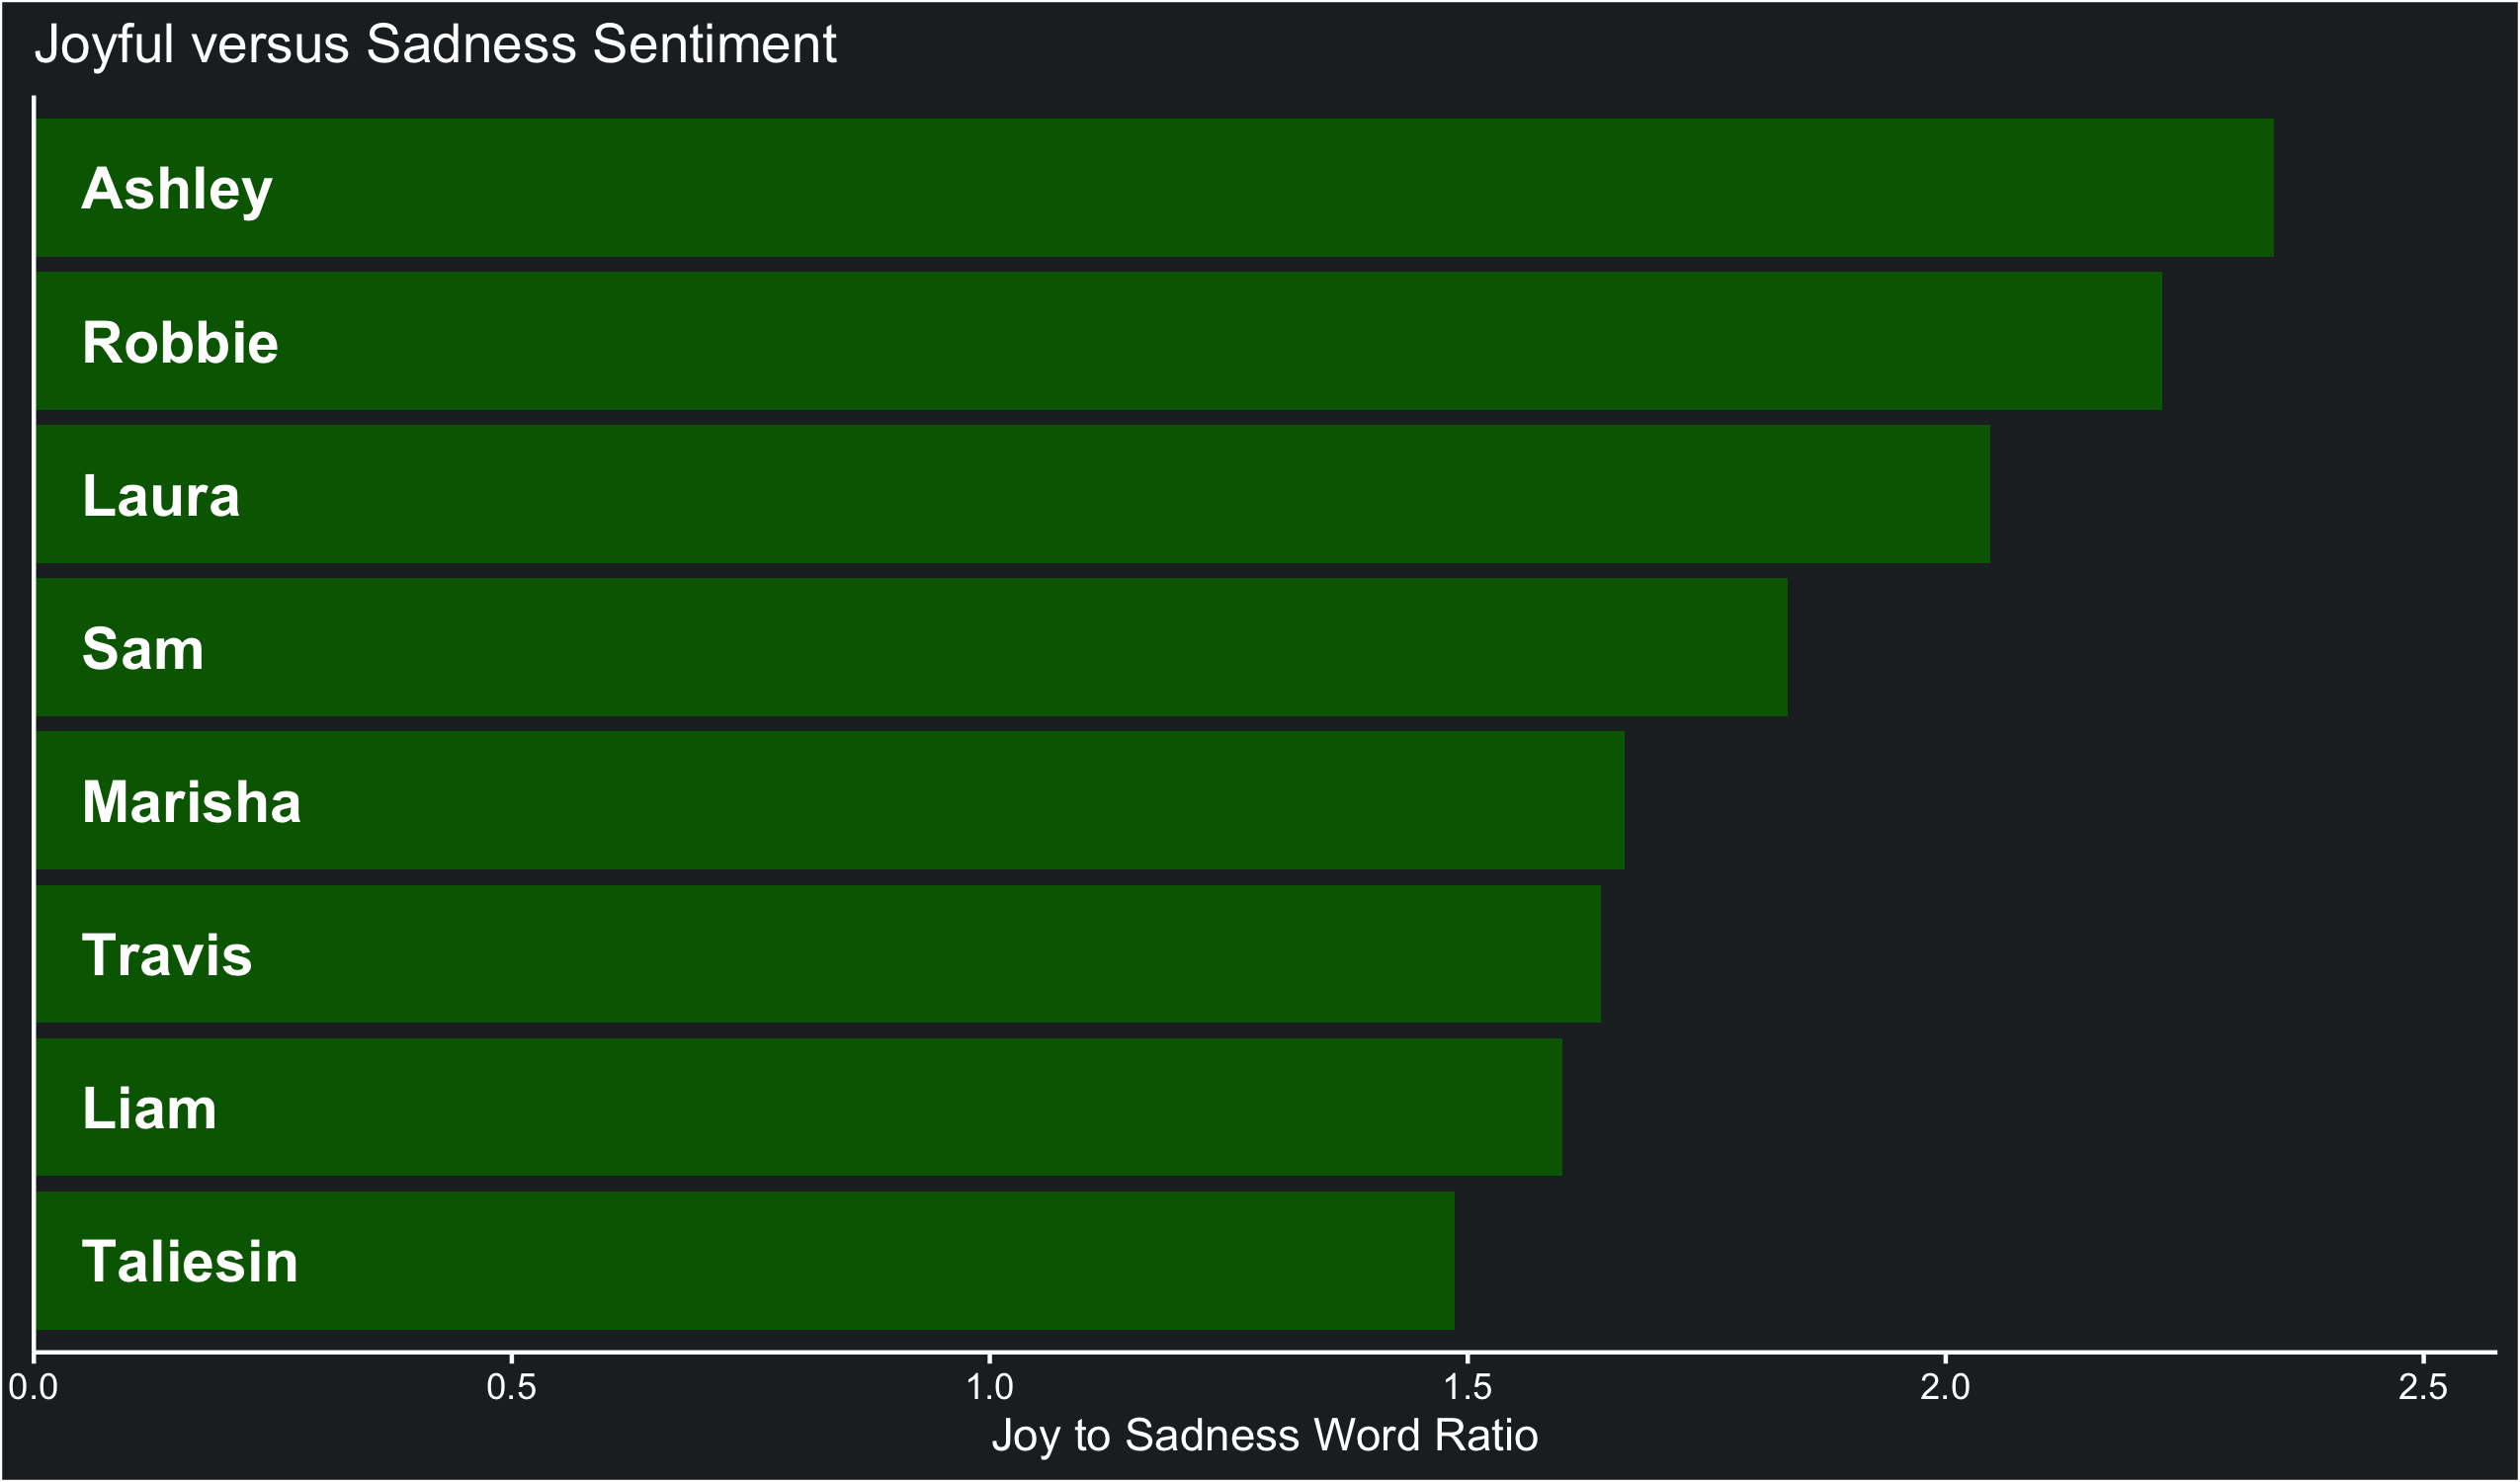 Joyful versus Sadness Sentiment
Ashley
Robbie
Laura
Sam
Marisha
Travis
Liam
Taliesin
0.0 0.5 1.0 1.5 2.0 2.5
Joy to Sadness Word Ratio